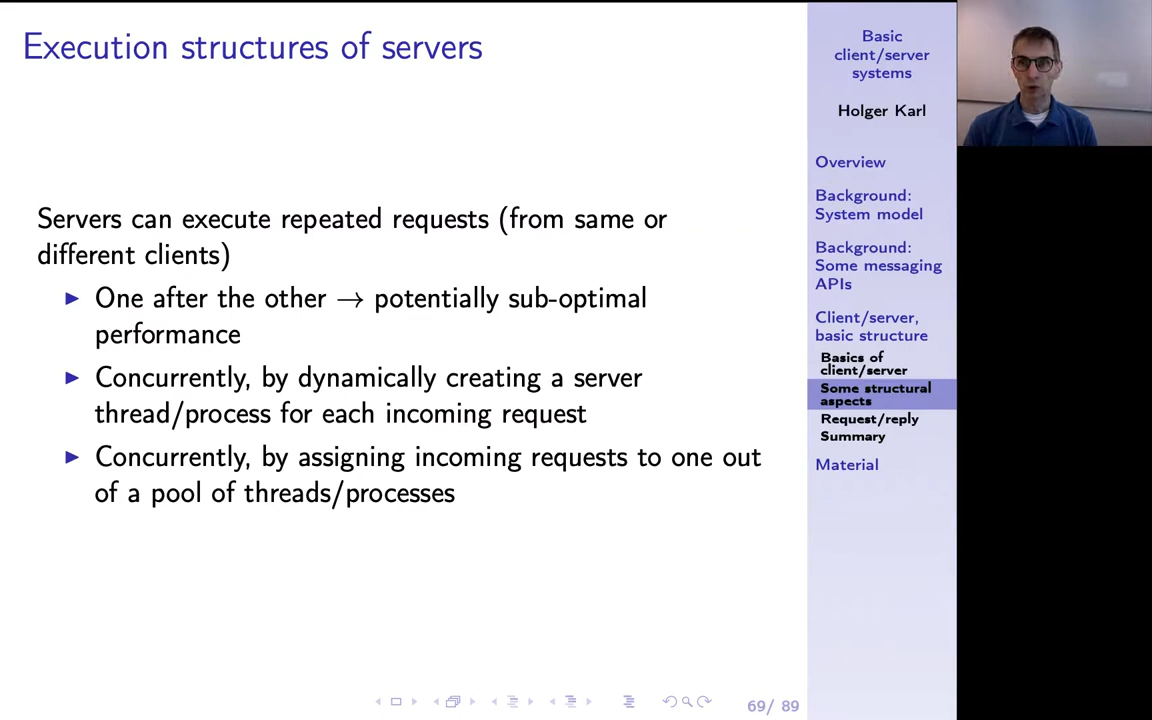 Execution structures of servers
Servers can execute repeated requests (from same or
different clients)
▶ One after the other → potentially sub-optimal
performance
▶ Concurrently, by dynamically creating a server
thread/process for each incoming request
▶ Concurrently, by assigning incoming requests to one out
of a pool of threads/processes
69/ 89
Basic
client/server
systems
Holger Karl
Overview
Background:
System model
Background:
Some messaging
APIs
Client/server,
basic structure
Basics of
client/server
Some structural
aspects
Request/reply
Summary
Material